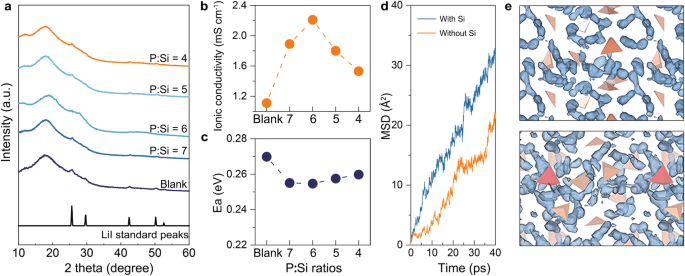 a
Intensity (a.u.)
P:Si = 4
P:Si = 5
P:Si = 6
P:Si = 7
Blank
LiI standard peaks
10 20 30 40 50 60
2 theta (degree)
b
Ionic conductivity (mS cm⁻¹)
2.4
2.0
1.6
1.2
Blank 7 6 5 4
c
Ea (eV)
0.28
0.26
0.24
0.22
Blank 7 6 5 4
P:Si ratios
d
MSD (Å²)
40
30
20
10
0
With Si
Without Si
0 10 20 30 40
Time (ps)
e